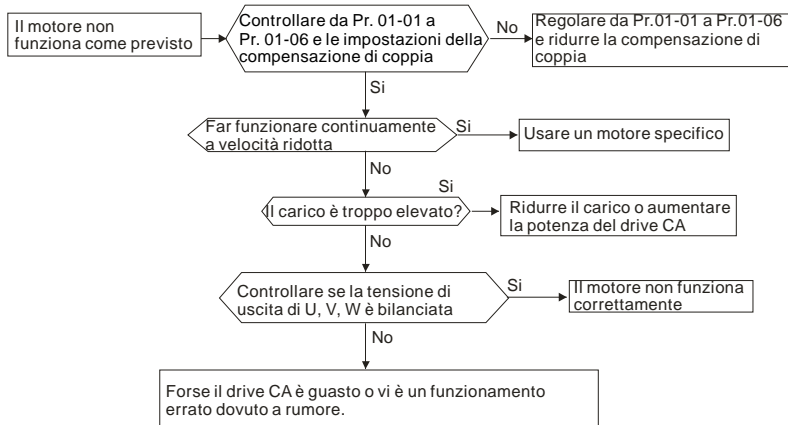 Il motore non
funziona come previsto
Controllare da Pr. 01-01 a
Pr. 01-06 e le impostazioni della
compensazione di coppia
No
Regolare da Pr.01-01 a Pr.01-06
e ridurre la compensazione di
coppia
Si
Far funzionare continuamente
a velocità ridotta
Si
Usare un motore specifico
No
Si
Il carico è troppo elevato?
Ridurre il carico o aumentare
la potenza del drive CA
No
Controllare se la tensione di
uscita di U, V, W è bilanciata
Si
Il motore non funziona
correttamente
No
Forse il drive CA è guasto o vi è un funzionamento
errato dovuto a rumore.